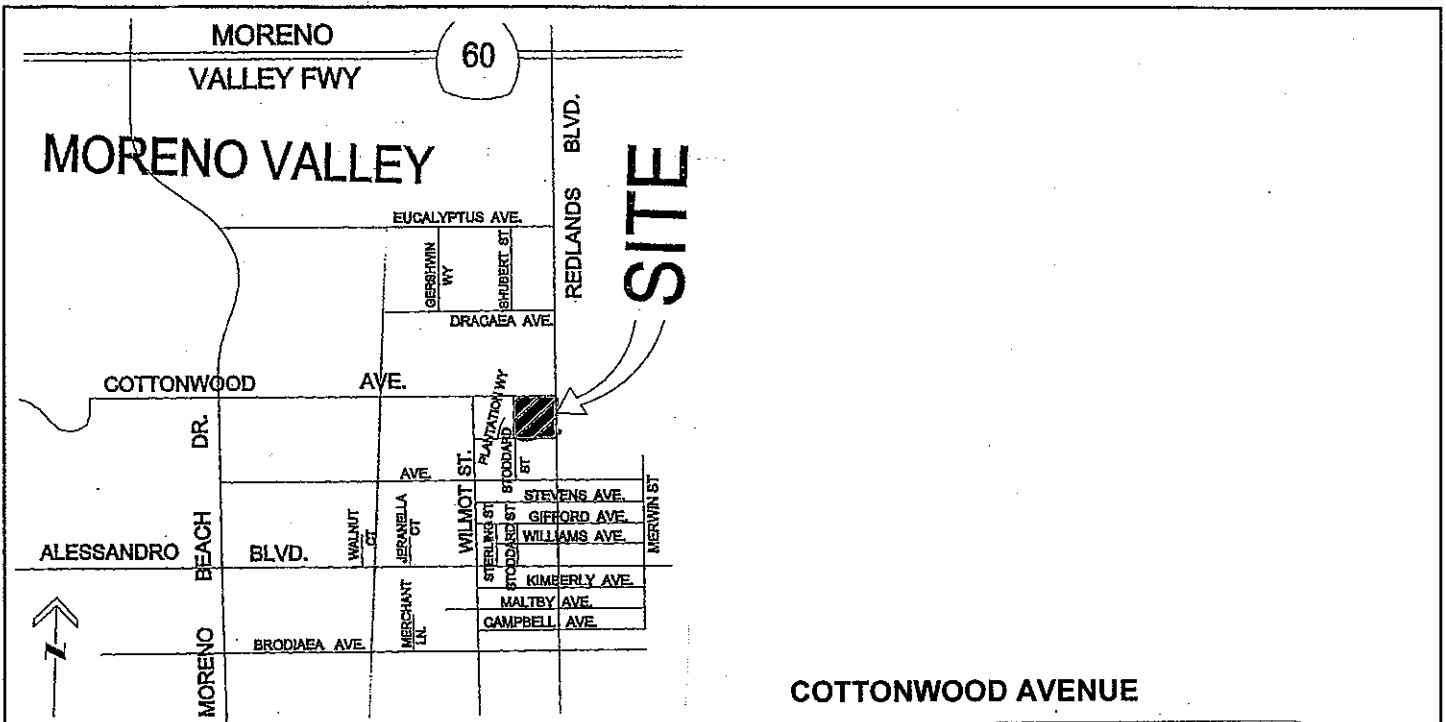 MORENO
VALLEY FWY
60
MORENO VALLEY
REDLANDS BLVD.
SITE
EUCALYPTUS AVE.
GERSHWIN
WY
SHUBERT ST
DRACAEA AVE.
COTTONWOOD AVE.
PLANTATION WY
STODDARD
ST
WILMOT ST.
AVE.
STEVENS AVE.
GIFFORD AVE.
WILLIAMS AVE.
MERWIN ST
STERLING ST
STODDARD ST
WALNUT
CT
JERANELLA
CT
ALESSANDRO BLVD.
MORENO BEACH DR.
KIMBERLY AVE.
MALTBY AVE.
CAMPBELL AVE.
MERCHANT
LN.
BRODIAEA AVE.
Z
COTTONWOOD AVENUE